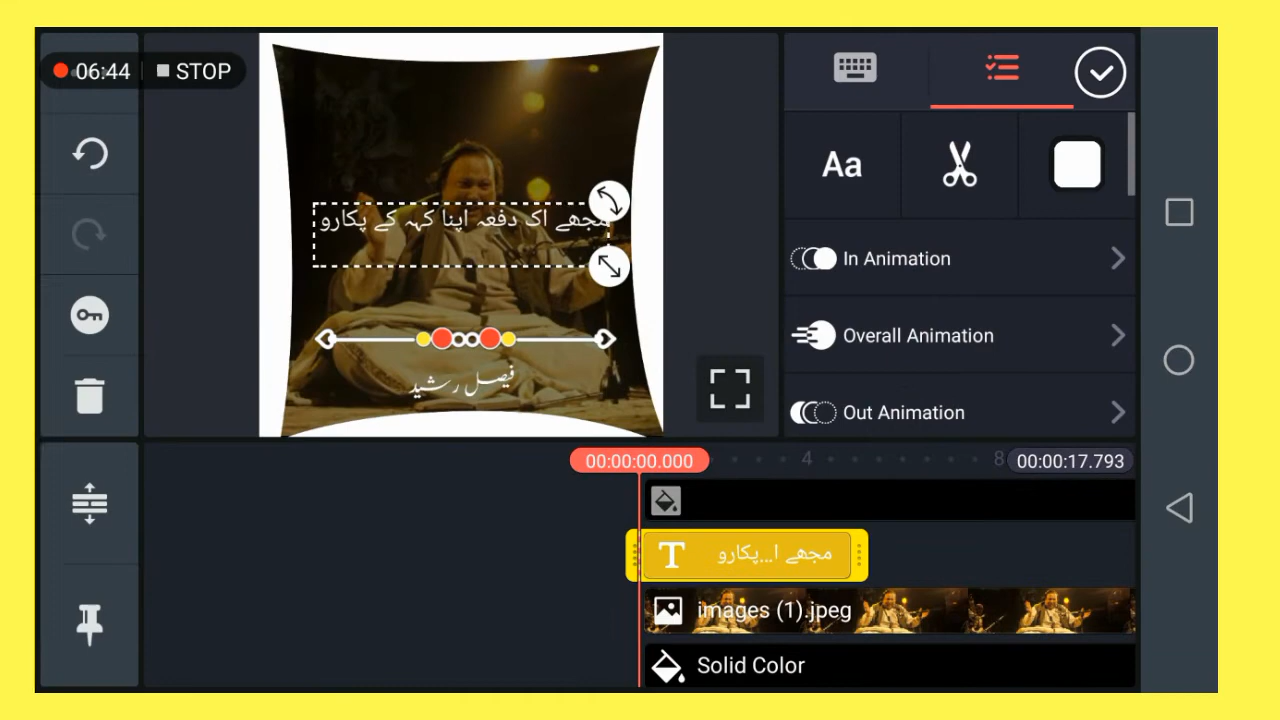 06:44
STOP
مجھے اک دفعہ اپنا کہہ کے پکارو
فیصل رشید
Aa
In Animation
Overall Animation
Out Animation
00:00:00.000
4
8
00:00:17.793
T
مجھے ا...پکارو
images (1).jpeg
Solid Color